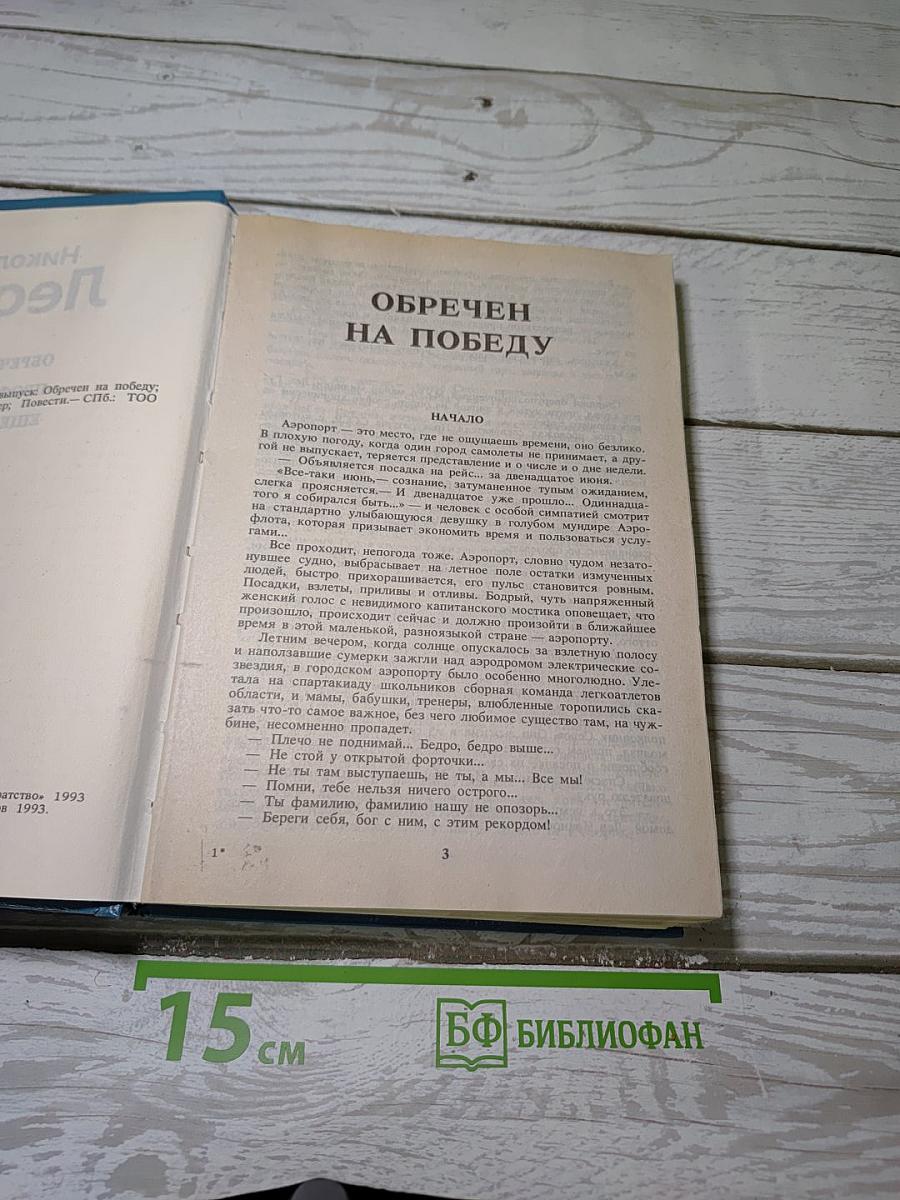 выпуск: Обречен на победу;
Повести.— СПб.: ТОО
1993
1993.
ОБРЕЧЕН
НА ПОБЕДУ
НАЧАЛО
Аэропорт — это место, где не ощущаешь времени, оно безлико.
В плохую погоду, когда один город самолеты не принимает, а дру-
гой не выпускает, теряется представление и о числе и о дне недели.
— Объявляется посадка на рейс... за двенадцатое июня.
«Все-таки июнь,— сознание, затуманенное тупым ожиданием,
слегка проясняется.— И двенадцатое уже прошло... Одиннадца-
того я собирался быть...» — и человек с особой симпатией смотрит
на стандартно улыбающуюся девушку в голубом мундире Аэро-
флота, которая призывает экономить время и пользоваться услу-
гами...
Все проходит, непогода тоже. Аэропорт, словно чудом незато-
нувшее судно, выбрасывает на летное поле остатки измученных
людей, быстро прихорашивается, его пульс становится ровным.
Посадки, взлеты, приливы и отливы. Бодрый, чуть напряженный
женский голос с невидимого капитанского мостика оповещает, что
произошло, происходит сейчас и должно произойти в ближайшее
время в этой маленькой, разноязыкой стране — аэропорту.
Летним вечером, когда солнце опускалось за взлетную полосу
и наползавшие сумерки зажгли над аэродромом электрические со-
звездия, в городском аэропорту было особенно многолюдно. Уле-
тала на спартакиаду школьников сборная команда легкоатлетов
области, и мамы, бабушки, тренеры, влюбленные торопились ска-
зать что-то самое важное, без чего любимое существо там, на чуж-
бине, несомненно пропадет.
— Плечо не поднимай... Бедро, бедро выше...
— Не стой у открытой форточки...
— Не ты там выступаешь, не ты, а мы... Все мы!
— Помни, тебе нельзя ничего острого...
— Ты фамилию, фамилию нашу не опозорь...
— Береги себя, бог с ним, с этим рекордом!
1*
3
15 см
БФ БИБЛИОФАН